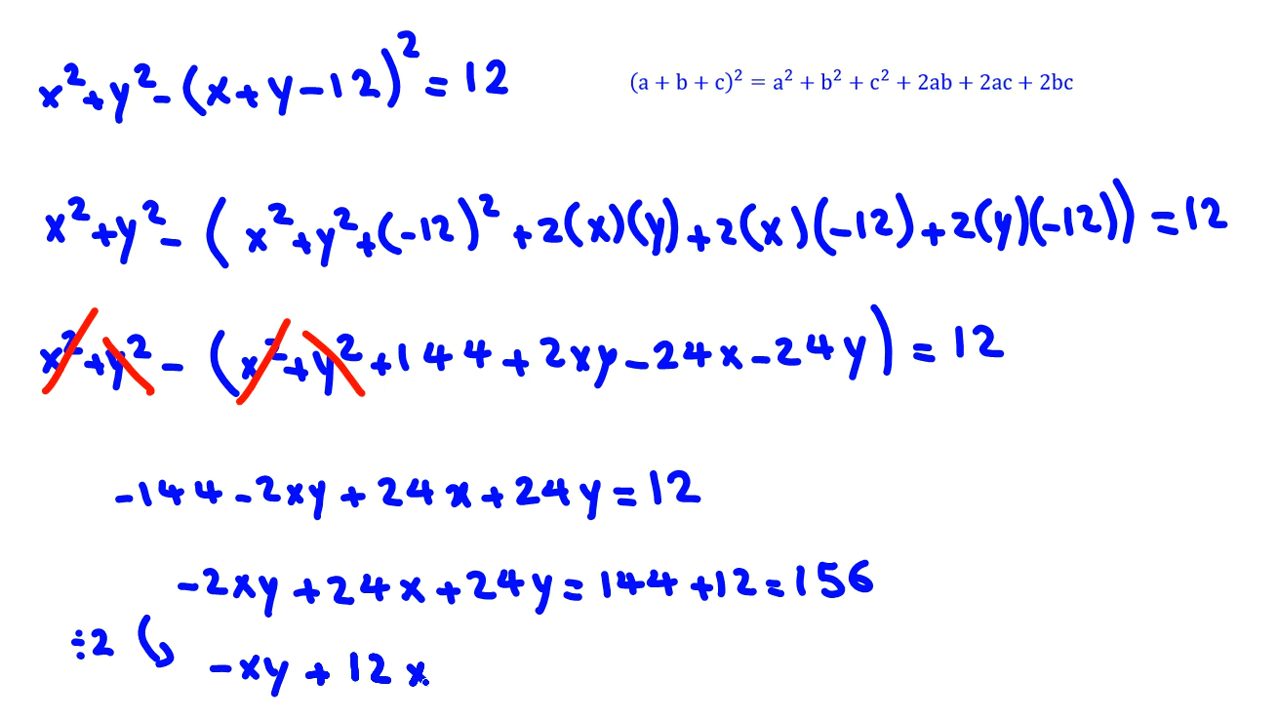 x²+y²-(x+y-12)²=12
(a + b + c)² = a² + b² + c² + 2ab + 2ac + 2bc
x²+y²-(x²+y²+(-12)²+2(x)(y)+2(x)(-12)+2(y)(-12))=12
x²+y²-(x²+y²+144+2xy-24x-24y)=12
-144-2xy+24x+24y=12
-2xy+24x+24y=144+12=156
÷2
-xy+12x